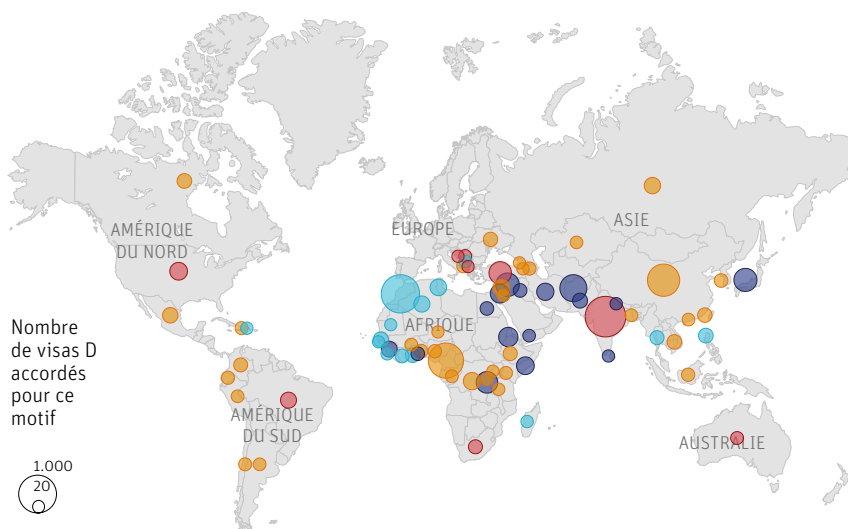 AMÉRIQUE
DU NORD
EUROPE
ASIE
AFRIQUE
Nombre
de visas D
accordés
pour ce
motif
AMÉRIQUE
DU SUD
AUSTRALIE
1.000
20